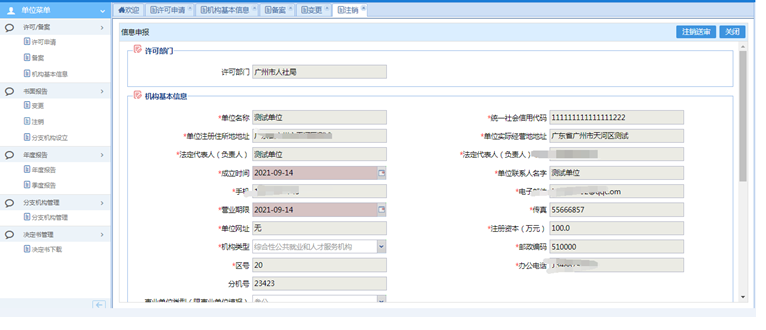 单位菜单
许可/备案
许可申请
备案
机构基本信息
书面报告
变更
注销
分支机构设立
年度报告
年度报告
季度报告
分支机构管理
分支机构管理
决定书管理
决定书下载
欢迎 许可申请 机构基本信息 备案 变更 注销
信息申报 注销送审 关闭
许可部门
许可部门 广州市人社局
机构基本信息
*单位名称 测试单位 *统一社会信用代码 111111111111111222
*单位注册住所地地址 *单位实际经营地地址 广东省广州市天河区测试
*法定代表人（负责人） 测试单位 *法定代表人（负责人）
*成立时间 2021-09-14 *单位联系人名字 测试单位
*手机 *电子邮件
*营业期限 2021-09-14 *传真 55666857
*单位网址 无 *注册资本（万元） 100.0
*机构类型 综合性公共就业和人才服务机构 *邮政编码 510000
*区号 20 *办公电话
分机号 23423